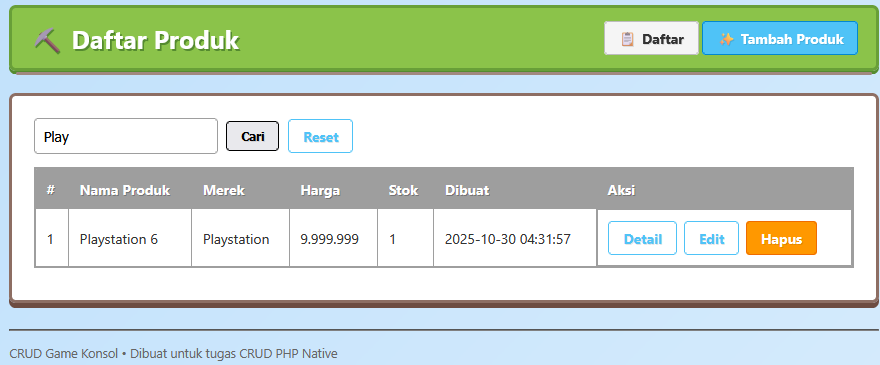 Daftar Produk
Daftar
Tambah Produk
Play
Cari
Reset
# Nama Produk Merek Harga Stok Dibuat Aksi
1 Playstation 6 Playstation 9.999.999 1 2025-10-30 04:31:57 Detail Edit Hapus
CRUD Game Konsol • Dibuat untuk tugas CRUD PHP Native